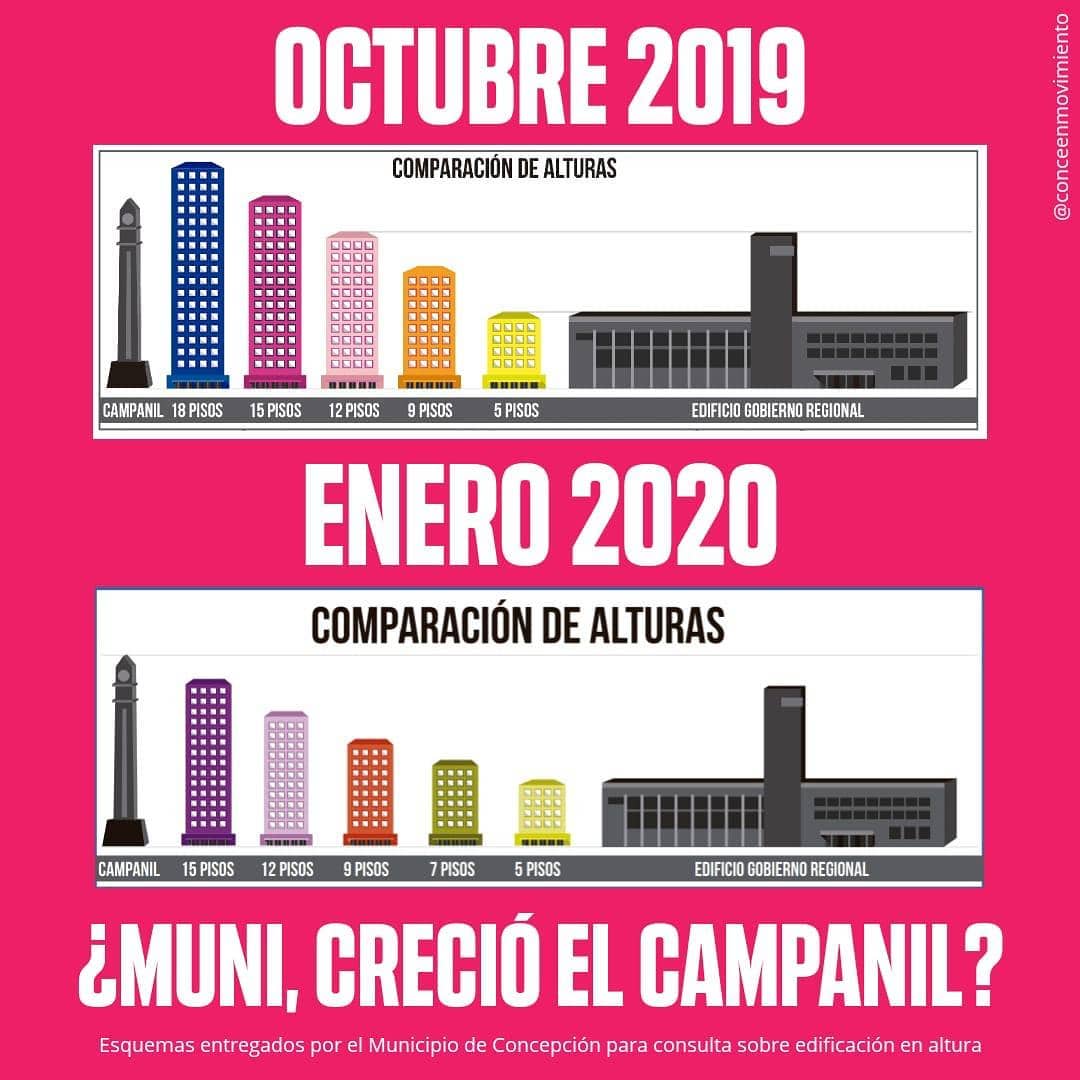 OCTUBRE 2019
@conceenmovimiento
COMPARACIÓN DE ALTURAS
CAMPANIL 18 PISOS 15 PISOS 12 PISOS 9 PISOS 5 PISOS EDIFICIO GOBIERNO REGIONAL
ENERO 2020
COMPARACIÓN DE ALTURAS
CAMPANIL 15 PISOS 12 PISOS 9 PISOS 7 PISOS 5 PISOS EDIFICIO GOBIERNO REGIONAL
¿MUNI, CRECIÓ EL CAMPANIL?
Esquemas entregados por el Municipio de Concepción para consulta sobre edificación en altura